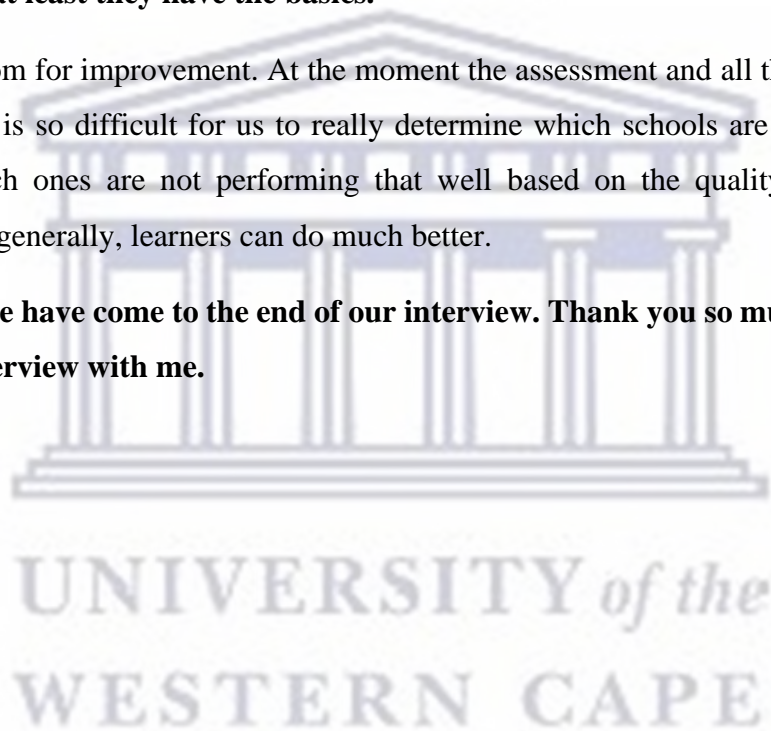 at least they have the basics.
om for improvement. At the moment the assessment and all th
is so difficult for us to really determine which schools are
ch ones are not performing that well based on the quality
generally, learners can do much better.
e have come to the end of our interview. Thank you so mu
erview with me.
UNIVERSITY of the
WESTERN CAPE